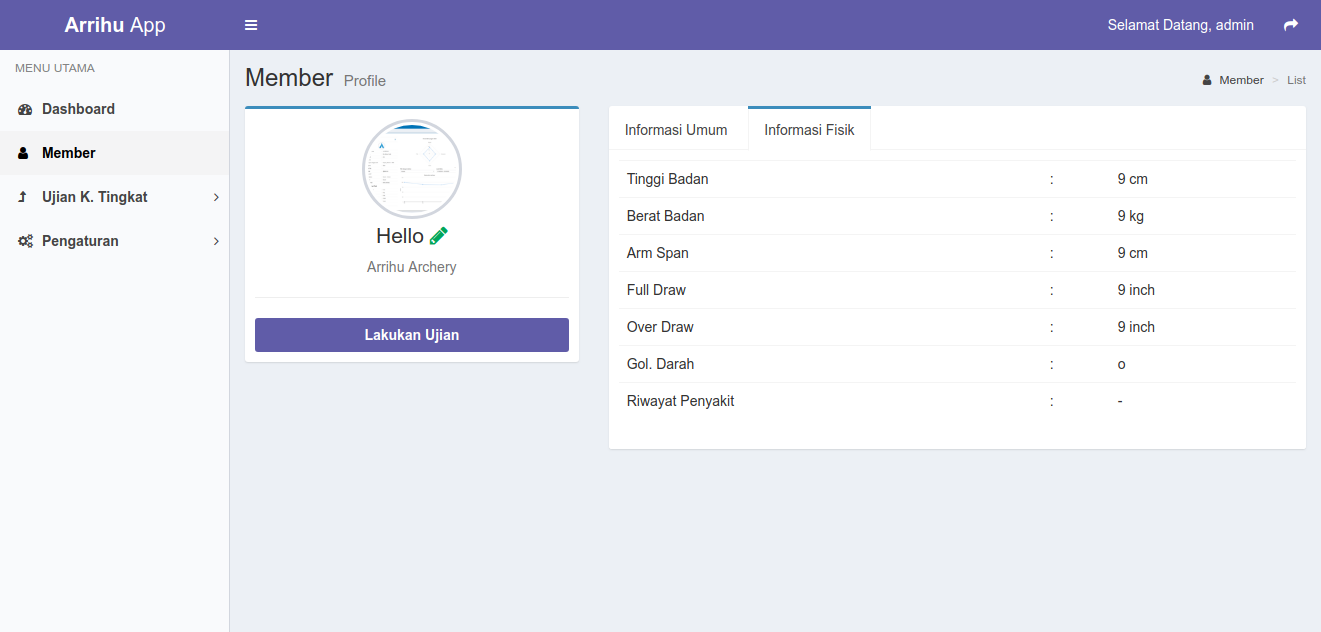 Arrihu App
Selamat Datang, admin
MENU UTAMA
Dashboard
Member
Ujian K. Tingkat
Pengaturan
Member Profile
Member > List
Hello
Arrihu Archery
Lakukan Ujian
Informasi Umum
Informasi Fisik
Tinggi Badan : 9 cm
Berat Badan : 9 kg
Arm Span : 9 cm
Full Draw : 9 inch
Over Draw : 9 inch
Gol. Darah : o
Riwayat Penyakit : -